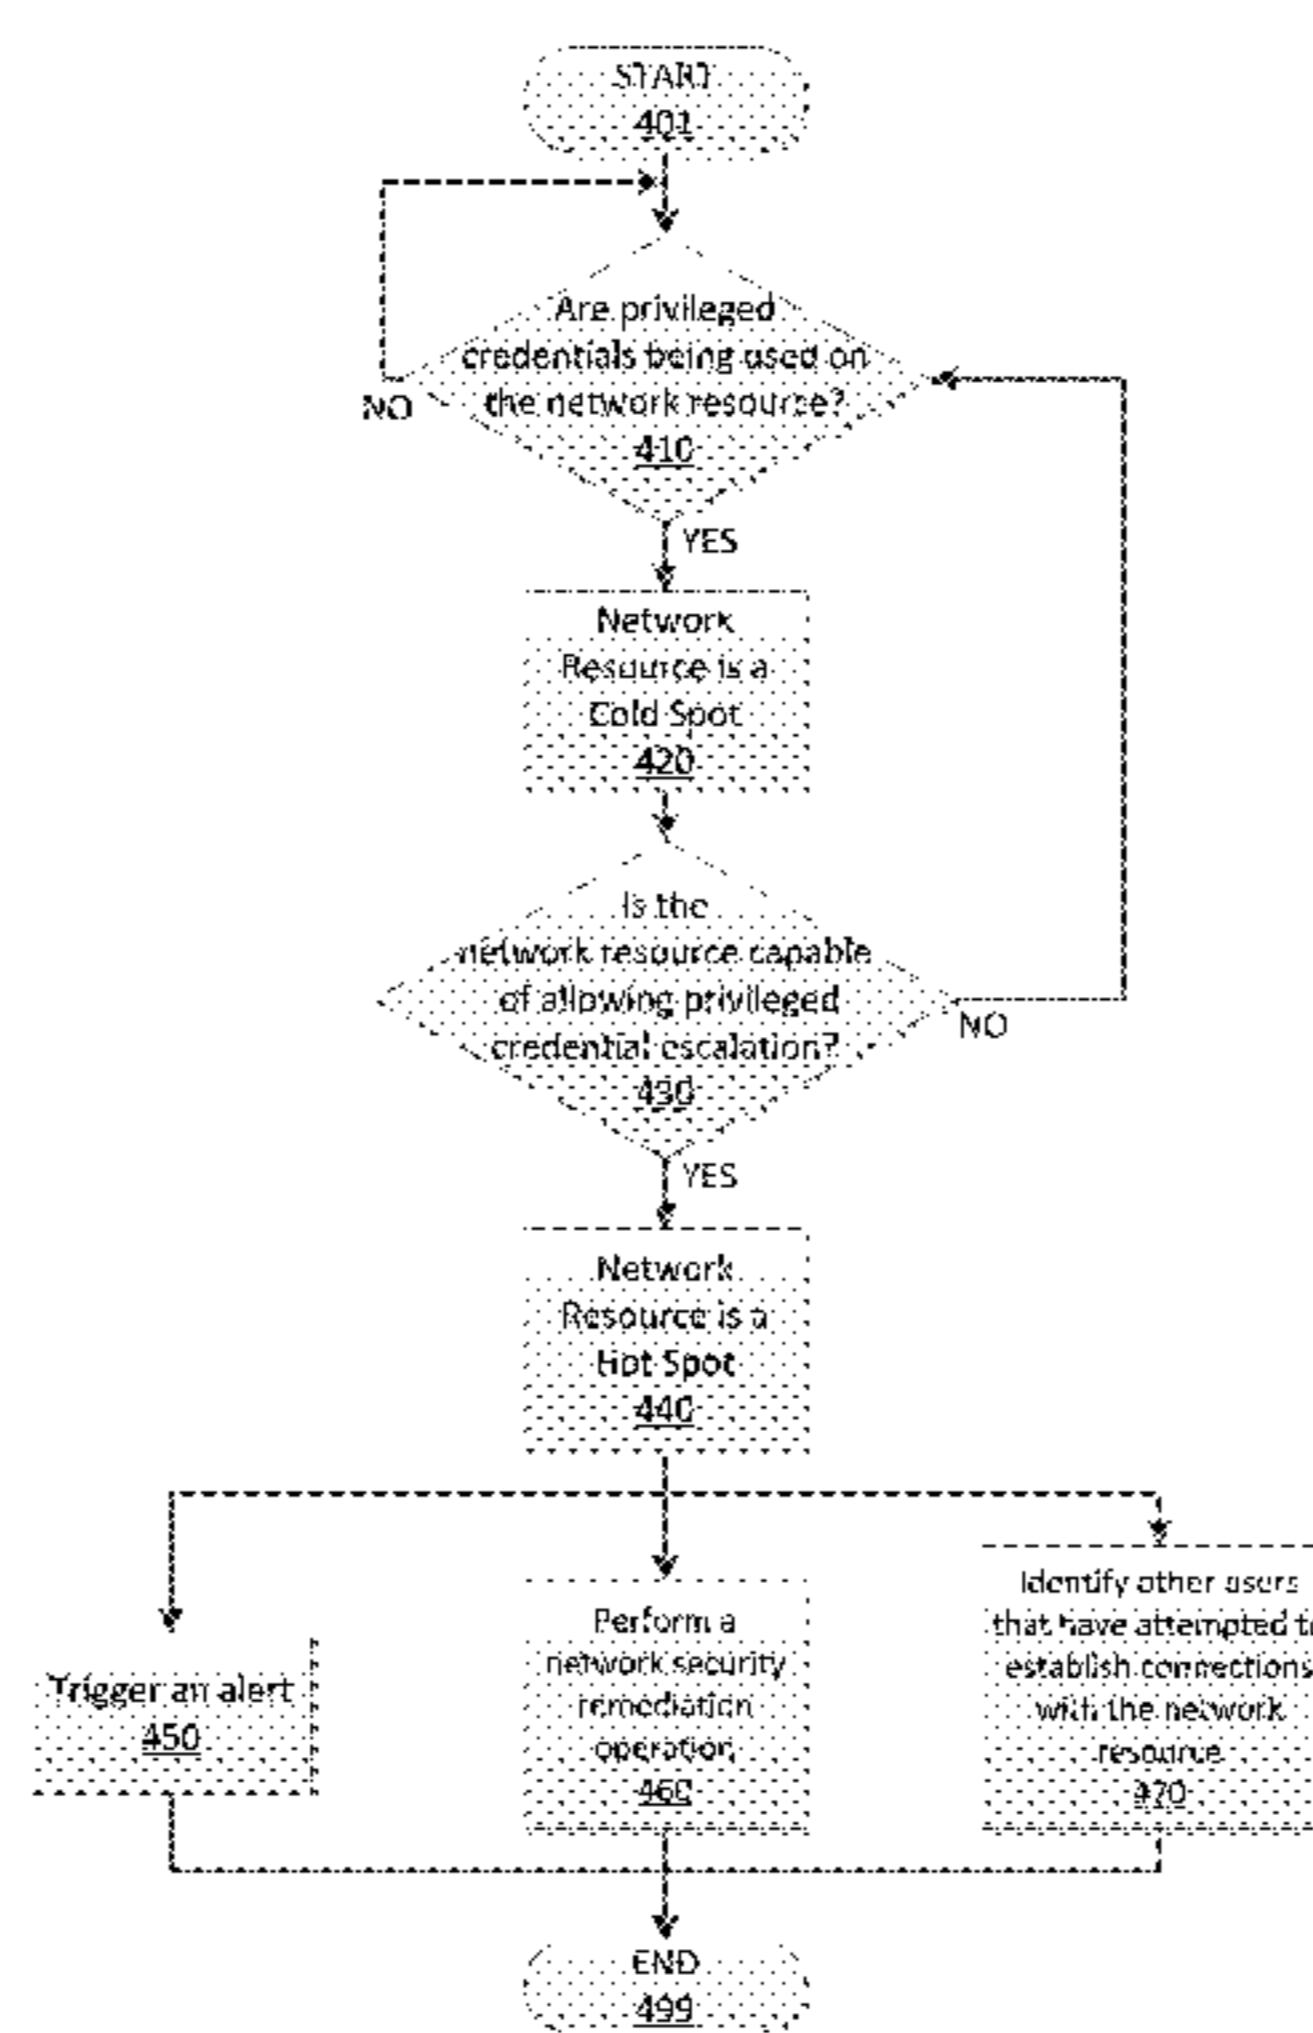 START
401
Are privileged
credentials being used on
the network resource?
410
NO
YES
Network
Resource is a
Cold Spot
420
Is the
network resource capable
of allowing privileged
credential escalation?
430
NO
YES
Network
Resource is a
Hot Spot
440
Trigger an alert
450
Perform a
network security
remediation
operation
460
Identify other users
that have attempted
establish connections
with the network
resource
470
END
499